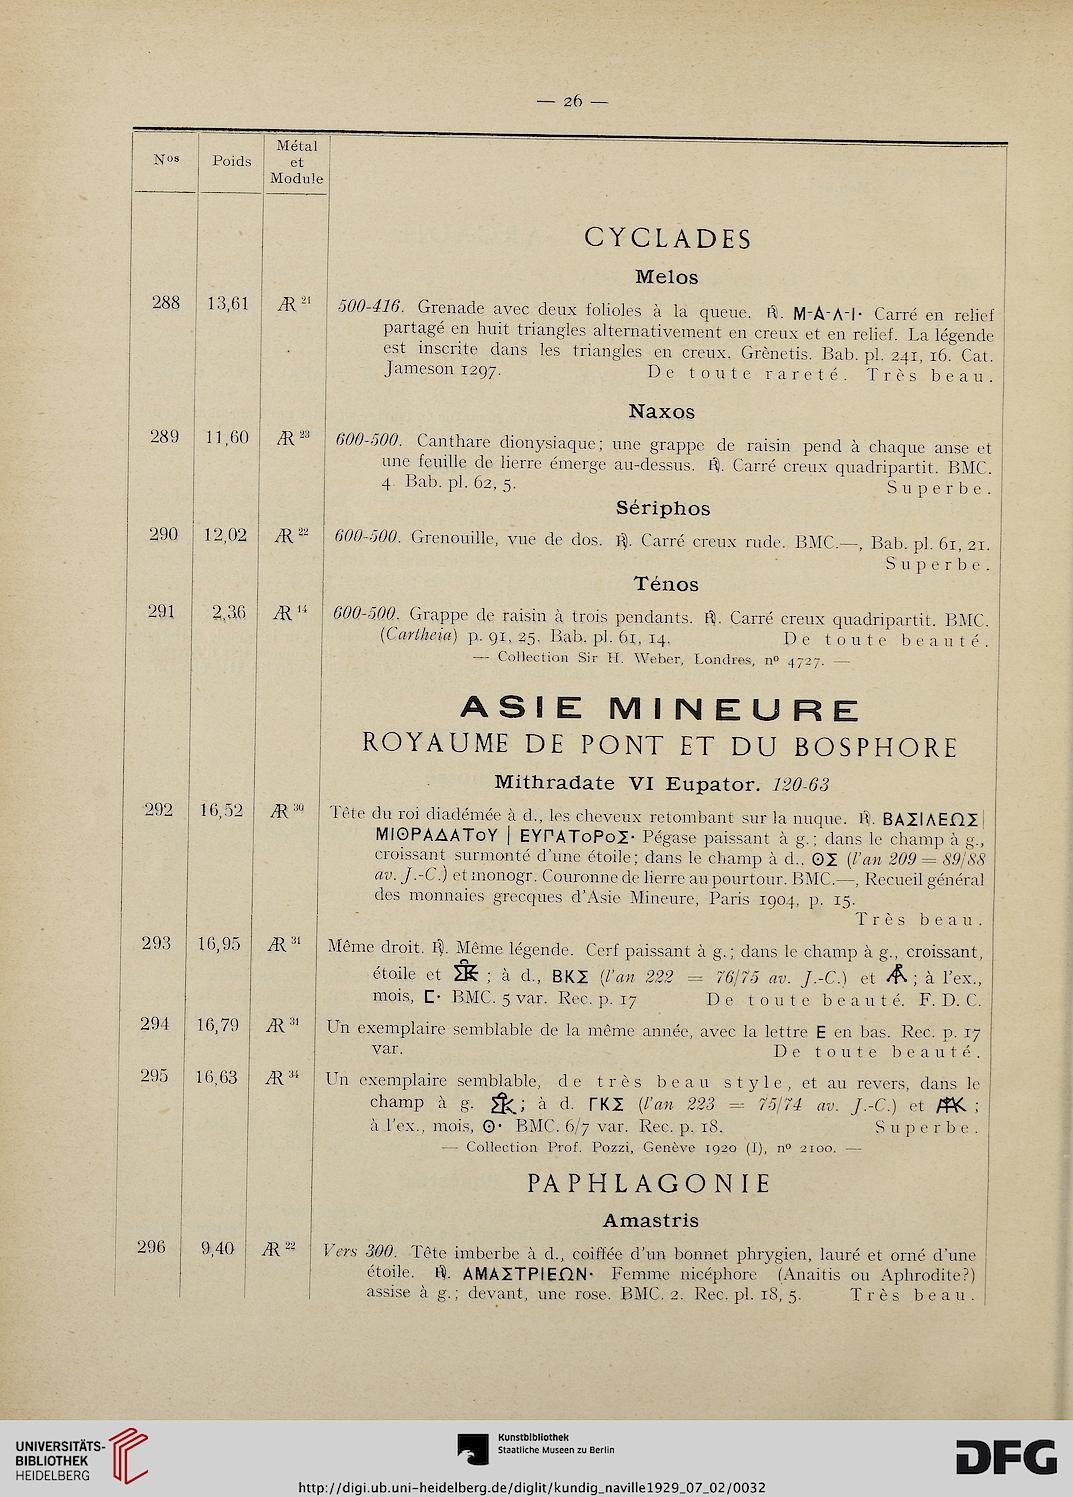 — 26 —
Nos Poids Métal et Module
CYCLADES
Melos
288 13,61 Æ 21 500-416. Grenade avec deux folioles à la queue. ℞. Μ-Α-Λ-Ι· Carré en relief
partagé en huit triangles alternativement en creux et en relief. La légende
est inscrite dans les triangles en creux. Grènetis. Bab. pl. 241, 16. Cat.
Jameson 1297. De toute rareté. Très beau.
Naxos
289 11,60 Æ 23 600-500. Canthare dionysiaque; une grappe de raisin pend à chaque anse et
une feuille de lierre émerge au-dessus. ℞. Carré creux quadripartit. BMC.
4. Bab. pl. 62, 5. Superbe.
Sériphos
290 12,02 Æ 22 600-500. Grenouille, vue de dos. ℞. Carré creux rude. BMC.—, Bab. pl. 61, 21.
Superbe.
Ténos
291 2,36 Æ 14 600-500. Grappe de raisin à trois pendants. ℞. Carré creux quadripartit. BMC.
(Cartheia) p. 91, 25. Bab. pl. 61, 14. De toute beauté.
— Collection Sir H. Weber, Londres, n° 4727. —
ASIE MINEURE
ROYAUME DE PONT ET DU BOSPHORE
Mithradate VI Eupator. 120-63
292 16,52 Æ 30 Tête du roi diadémée à d., les cheveux retombant sur la nuque. ℞. ΒΑΣΙΛΕΩΣ |
ΜΙΘΡΑΔΑΤοΥ | ΕΥΠΑΤοΡοΣ· Pégase paissant à g.; dans le champ à g.,
croissant surmonté d'une étoile; dans le champ à d., ΘΣ (l'an 209 = 89/88
av. J.-C.) et monogr. Couronne de lierre au pourtour. BMC.—, Recueil général
des monnaies grecques d'Asie Mineure, Paris 1904, p. 15.
Très beau.
293 16,95 Æ 31 Même droit. ℞. Même légende. Cerf paissant à g.; dans le champ à g., croissant,
étoile et ; à d., ΒΚΣ (l'an 222 = 76/75 av. J.-C.) et ; à l'ex.,
mois, Γ· BMC. 5 var. Rec. p. 17 De toute beauté. F. D. C.
294 16,79 Æ 31 Un exemplaire semblable de la même année, avec la lettre Ε en bas. Rec. p. 17
var. De toute beauté.
295 16,63 Æ 34 Un exemplaire semblable, de très beau style, et au revers, dans le
champ à g. ; à d. ΓΚΣ (l'an 223 = 75/74 av. J.-C.) et ;
à l'ex., mois, Θ· BMC. 6/7 var. Rec. p. 18. Superbe.
— Collection Prof. Pozzi, Genève 1920 (I), n° 2100. —
PAPHLAGONIE
Amastris
296 9,40 Æ 22 Vers 300. Tête imberbe à d., coiffée d'un bonnet phrygien, lauré et orné d'une
étoile. ℞. ΑΜΑΣΤΡΙΕΩΝ· Femme nicéphore (Anaitis ou Aphrodite?)
assise à g.; devant, une rose. BMC. 2. Rec. pl. 18, 5. Très beau.
UNIVERSITÄTS-
BIBLIOTHEK
HEIDELBERG
Kunstbibliothek
Staatliche Museen zu Berlin
DFG
http://digi.ub.uni-heidelberg.de/diglit/kundig_naville1929_07_02/0032